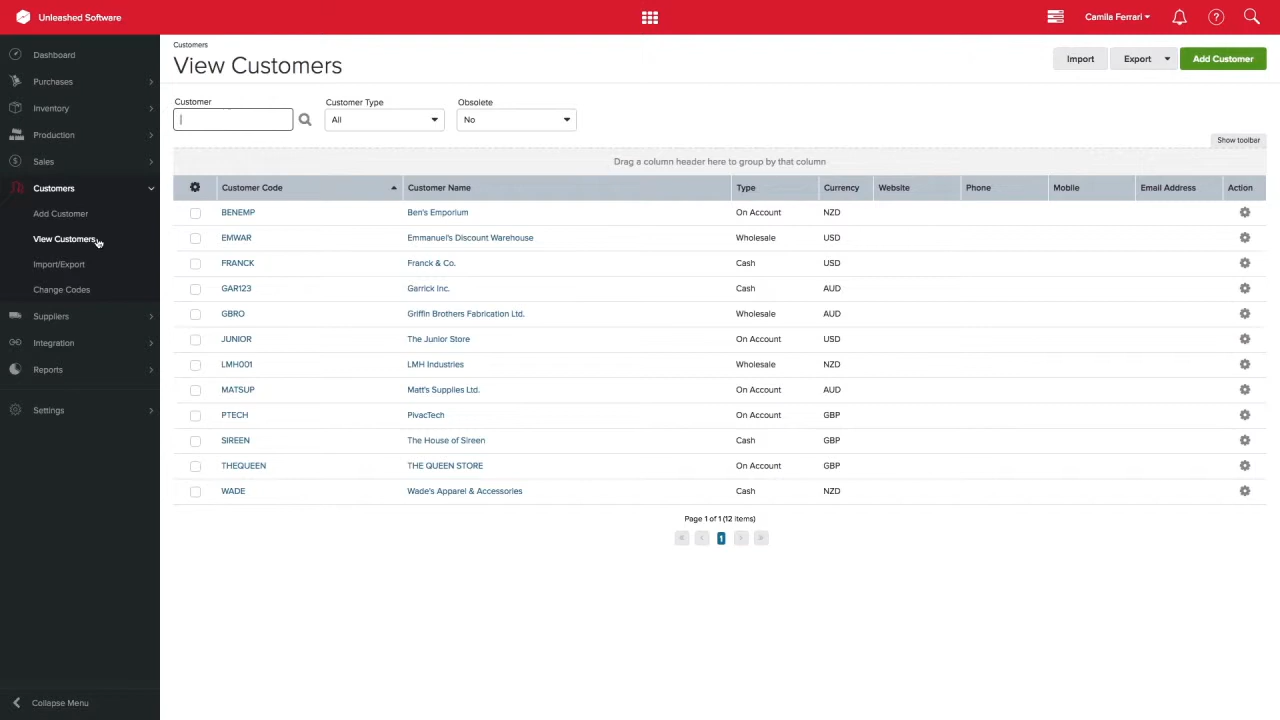 Unleashed Software
Camila Ferrari
?
Dashboard
Purchases
Inventory
Production
Sales
Customers
Add Customer
View Customers
Import/Export
Change Codes
Suppliers
Integration
Reports
Settings
Collapse Menu
Customers
View Customers
Import
Export
Add Customer
Customer
Customer Type
All
Obsolete
No
Show toolbar
Drag a column header here to group by that column
Customer Code Customer Name Type Currency Website Phone Mobile Email Address Action
BENEMP Ben's Emporium On Account NZD
EMWAR Emmanuel's Discount Warehouse Wholesale USD
FRANCK Franck & Co. Cash USD
GAR123 Garrick Inc. Cash AUD
GBRO Griffin Brothers Fabrication Ltd. Wholesale AUD
JUNIOR The Junior Store On Account USD
LMH001 LMH Industries Wholesale NZD
MATSUP Matt's Supplies Ltd. On Account AUD
PTECH PivacTech On Account GBP
SIREEN The House of Sireen Cash GBP
THEQUEEN THE QUEEN STORE On Account GBP
WADE Wade's Apparel & Accessories Cash NZD
Page 1 of 1 (12 items)
« ‹ 1 › »